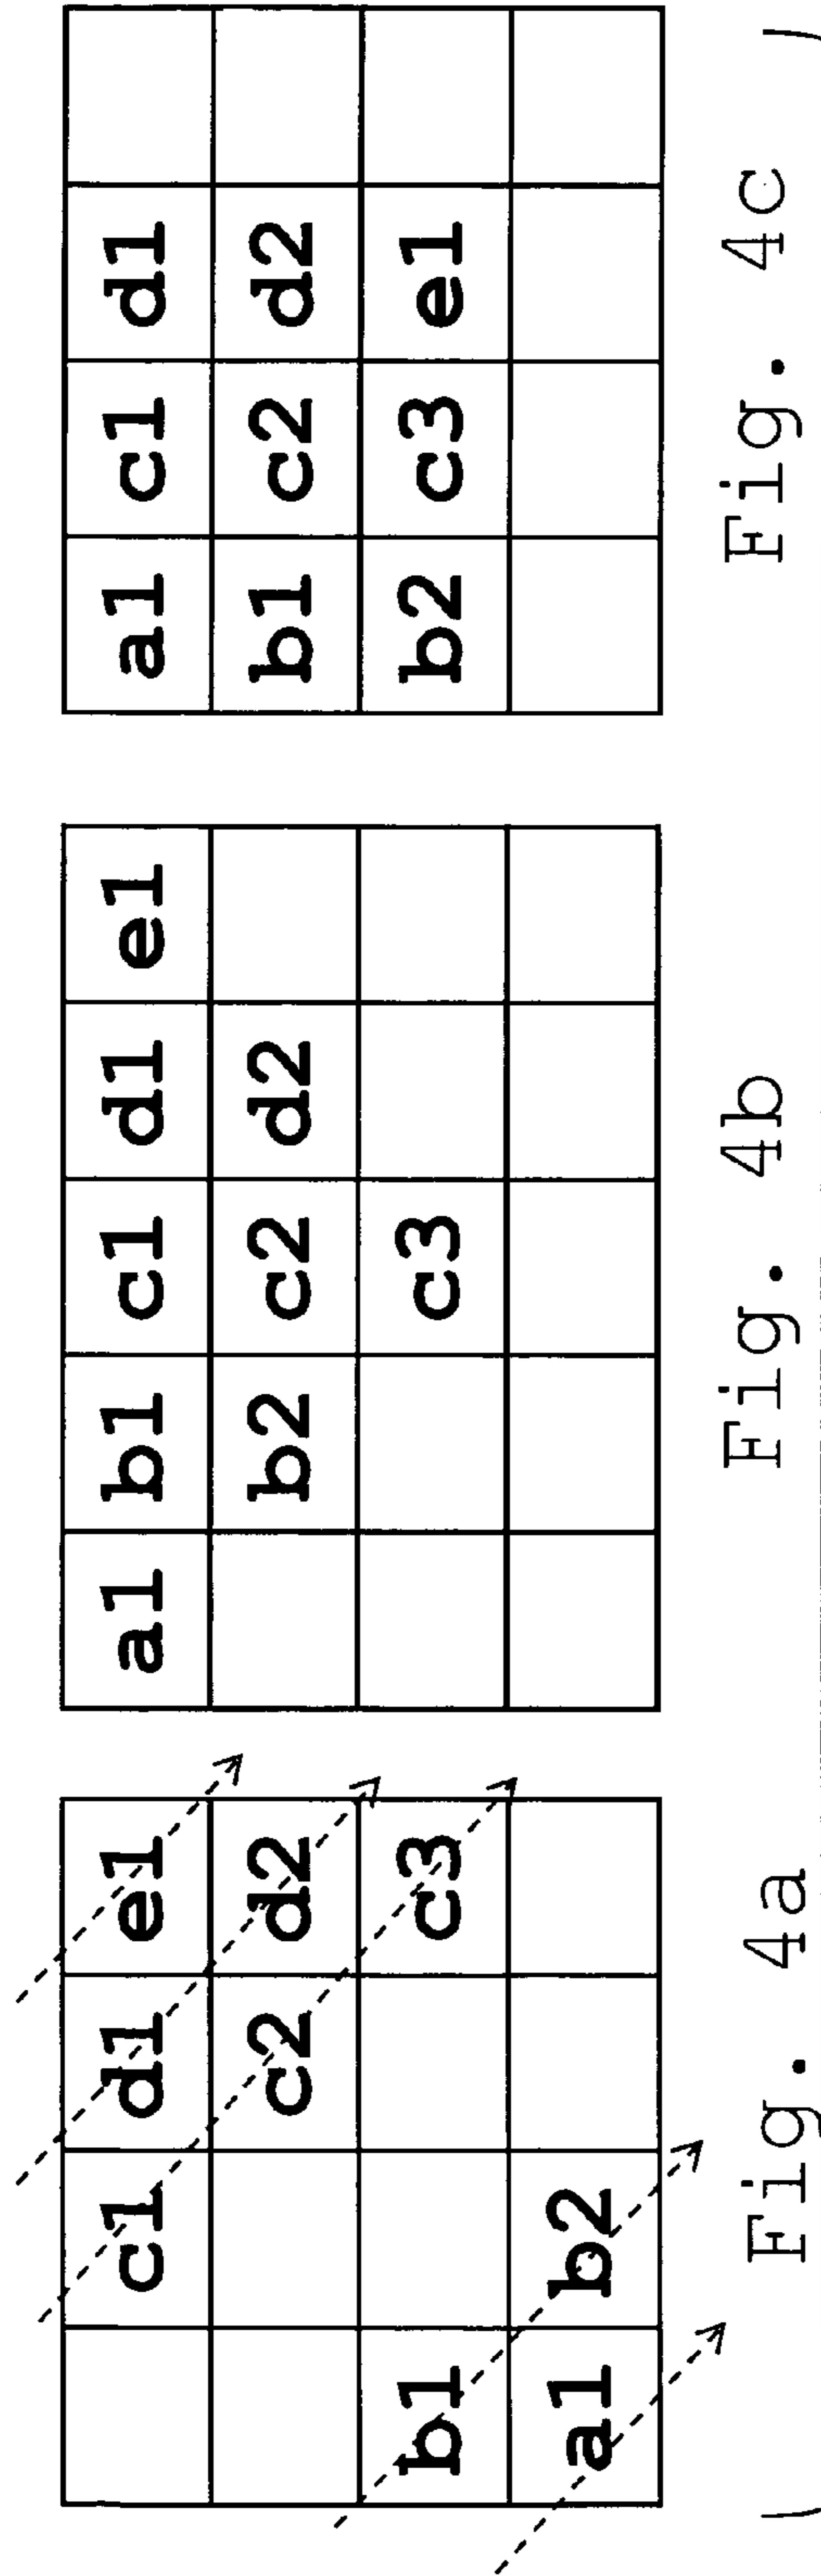 c1 d1 e1
c2 d2
b1 c3
a1 b2
Fig. 4a
a1 b1 c1 d1 e1
b2 c2 d2
c3
Fig. 4b
a1 c1 d1
b1 c2 d2
b2 c3 e1
Fig. 4c